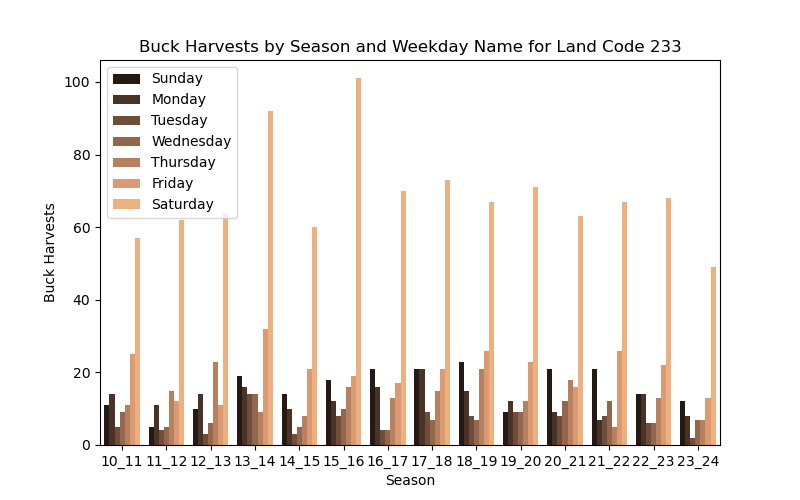 Buck Harvests by Season and Weekday Name for Land Code 233
Sunday
Monday
Tuesday
Wednesday
Thursday
Friday
Saturday
100
80
60
40
20
0
Buck Harvests
10_11 11_12 12_13 13_14 14_15 15_16 16_17 17_18 18_19 19_20 20_21 21_22 22_23 23_24
Season